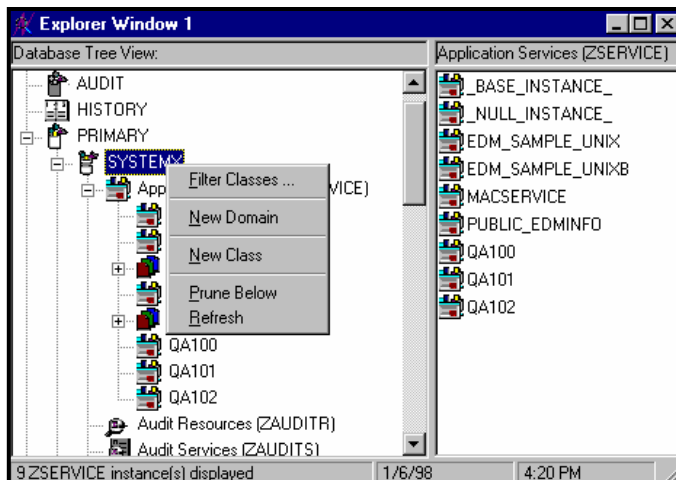 Explorer Window 1
Database Tree View:
AUDIT
HISTORY
PRIMARY
SYSTEMX
App
VICE)
QA100
QA101
QA102
Audit Resources (ZAUDITR)
Audit Services (ZAUDITS)
Filter Classes ...
New Domain
New Class
Prune Below
Refresh
Application Services (ZSERVICE)
_BASE_INSTANCE_
_NULL_INSTANCE_
EDM_SAMPLE_UNIX
EDM_SAMPLE_UNIXB
MACSERVICE
PUBLIC_EDMINFO
QA100
QA101
QA102
9 ZSERVICE instance(s) displayed
1/6/98
4:20 PM